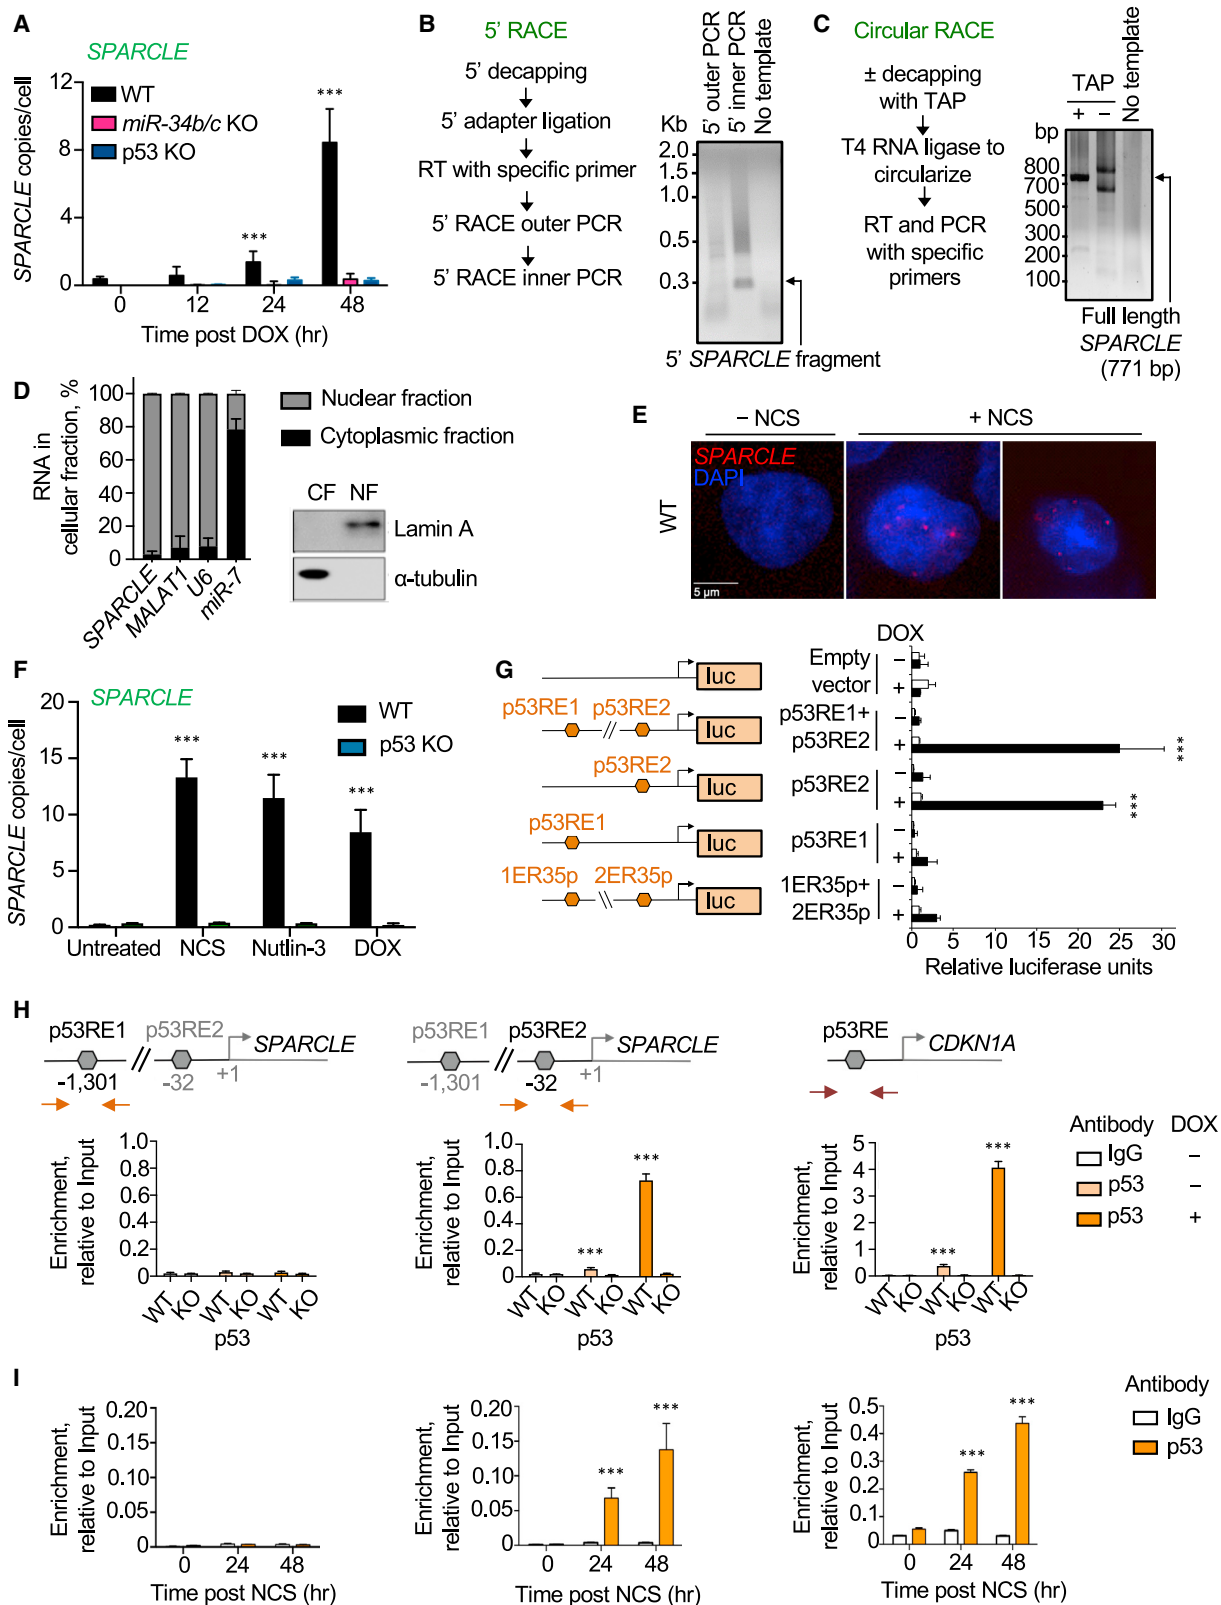 A
SPARCLE
SPARCLE copies/cell
12
8
4
0
WT
miR-34b/c KO
p53 KO
***
***
0
12
24
48
Time post DOX (hr)
B
5’ RACE
5’ decapping
5’ adapter ligation
RT with specific primer
5’ RACE outer PCR
5’ RACE inner PCR
5’ outer PCR
5’ inner PCR
No template
Kb
2.0
1.5
1.0
0.5
0.3
5’ SPARCLE fragment
C
Circular RACE
± decapping
with TAP
T4 RNA ligase to
circularize
RT and PCR
with specific
primers
TAP
+
–
No template
bp
800
700
500
300
200
100
Full length
SPARCLE
(771 bp)
D
RNA in
cellular fraction, %
100
80
60
40
20
0
SPARCLE
MALAT1
U6
miR-7
Nuclear fraction
Cytoplasmic fraction
CF
NF
Lamin A
α-tubulin
E
– NCS
+ NCS
WT
SPARCLE
DAPI
5 µm
F
SPARCLE
SPARCLE copies/cell
20
15
10
5
0
WT
p53 KO
***
***
***
Untreated
NCS
Nutlin-3
DOX
G
luc
p53RE1
p53RE2
luc
p53RE2
luc
p53RE1
luc
1ER35p
2ER35p
luc
DOX
Empty
vector
–
+
p53RE1+
p53RE2
–
+
***
p53RE2
–
+
***
p53RE1
–
+
1ER35p+
2ER35p
–
+
0
5
10
15
20
25
30
Relative luciferase units
H
p53RE1
p53RE2
SPARCLE
-1,301
-32
+1
p53RE1
p53RE2
SPARCLE
-1,301
-32
+1
p53RE
CDKN1A
Enrichment,
relative to Input
1.0
0.8
0.6
0.4
0.2
0
WT
KO
WT
KO
WT
KO
p53
Enrichment,
relative to Input
1.0
0.8
0.6
0.4
0.2
0
***
***
WT
KO
WT
KO
WT
KO
p53
Enrichment,
relative to Input
5
4
3
2
1
0
***
***
WT
KO
WT
KO
WT
KO
p53
Antibody
DOX
IgG
–
p53
–
p53
+
I
Enrichment,
relative to Input
0.20
0.15
0.10
0.05
0
0
24
48
Time post NCS (hr)
Enrichment,
relative to Input
0.20
0.15
0.10
0.05
0
***
***
0
24
48
Time post NCS (hr)
Enrichment,
relative to Input
0.5
0.4
0.3
0.2
0.1
0
***
***
0
24
48
Time post NCS (hr)
Antibody
IgG
p53